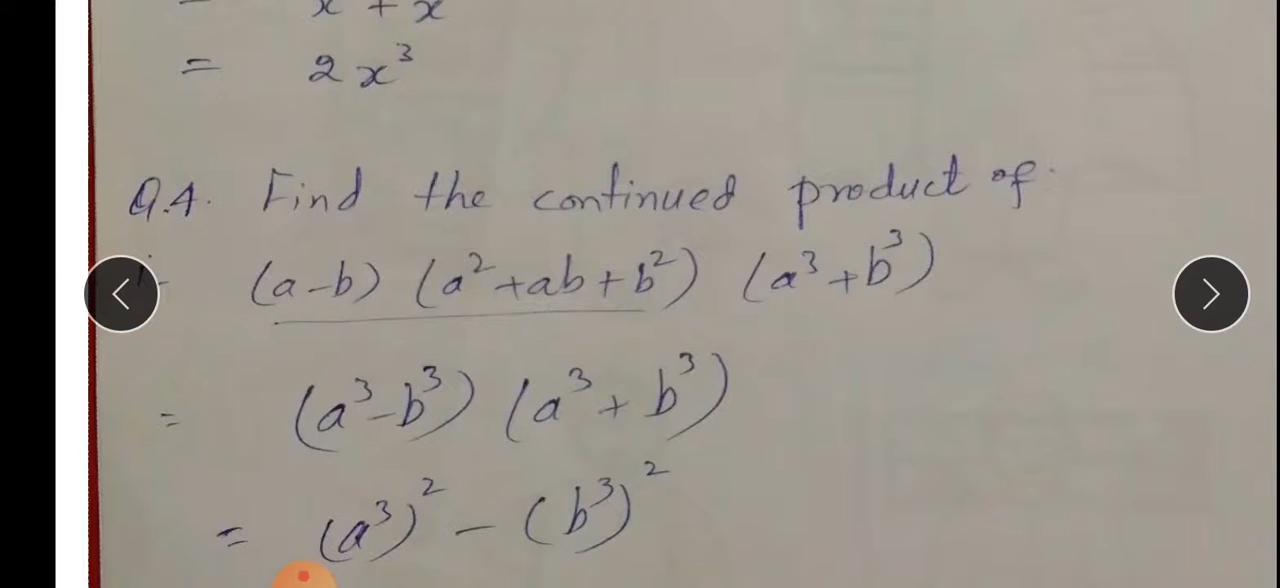 = x + x
= 2x³
Q.4. Find the continued product of.
i. (a-b) (a²+ab+b²) (a³+b³)
= (a³-b³) (a³+b³)
= (a³)² - (b³)²